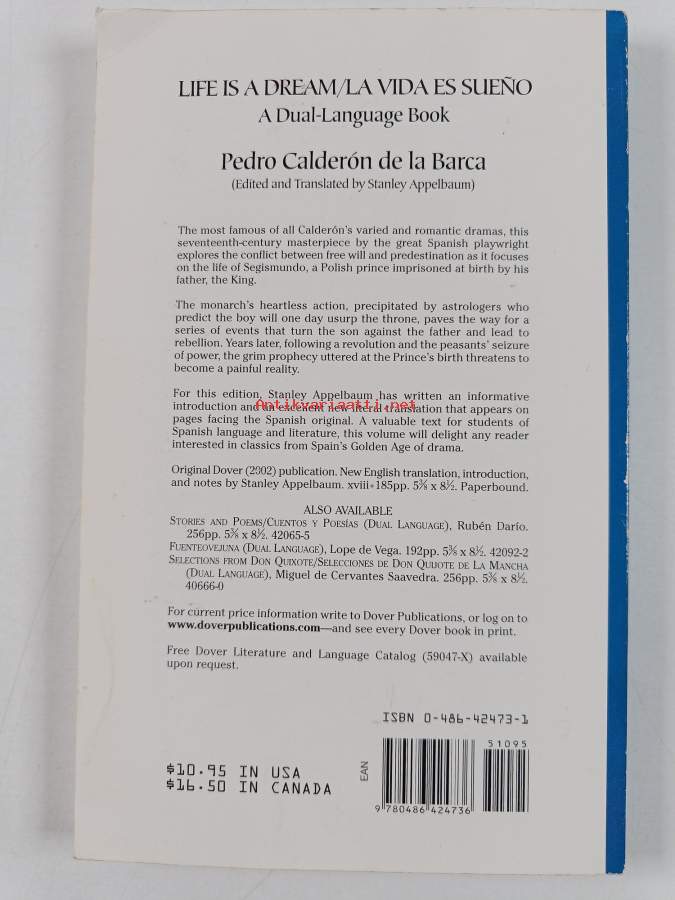 LIFE IS A DREAM/LA VIDA ES SUEÑO
A Dual-Language Book
Pedro Calderón de la Barca
(Edited and Translated by Stanley Appelbaum)
The most famous of all Calderón's varied and romantic dramas, this
seventeenth-century masterpiece by the great Spanish playwright
explores the conflict between free will and predestination as it focuses
on the life of Segismundo, a Polish prince imprisoned at birth by his
father, the King.
The monarch's heartless action, precipitated by astrologers who
predict the boy will one day usurp the throne, paves the way for a
series of events that turn the son against the father and lead to
rebellion. Years later, following a revolution and the peasants' seizure
of power, the grim prophecy uttered at the Prince's birth threatens to
become a painful reality.
For this edition, Stanley Appelbaum has written an informative
introduction and an excellent new literal translation that appears on
Antikvariaatti.net
pages facing the Spanish original. A valuable text for students of
Spanish language and literature, this volume will delight any reader
interested in classics from Spain's Golden Age of drama.
Original Dover (2002) publication. New English translation, introduction,
and notes by Stanley Appelbaum. xviii+185pp. 5⅜ x 8½. Paperbound.
ALSO AVAILABLE
STORIES AND POEMS/CUENTOS Y POESÍAS (DUAL LANGUAGE), Rubén Darío.
256pp. 5⅜ x 8½. 42065-5
FUENTEOVEJUNA (DUAL LANGUAGE), Lope de Vega. 192pp. 5⅜ x 8½. 42092-2
SELECTIONS FROM DON QUIXOTE/SELECCIONES DE DON QUIJOTE DE LA MANCHA
(DUAL LANGUAGE), Miguel de Cervantes Saavedra. 256pp. 5⅜ x 8½.
40666-0
For current price information write to Dover Publications, or log on to
www.doverpublications.com—and see every Dover book in print.
Free Dover Literature and Language Catalog (59047-X) available
upon request.
ISBN 0-486-42473-1
51095
$10.95 IN USA
$16.50 IN CANADA
EAN
9 780486 424736